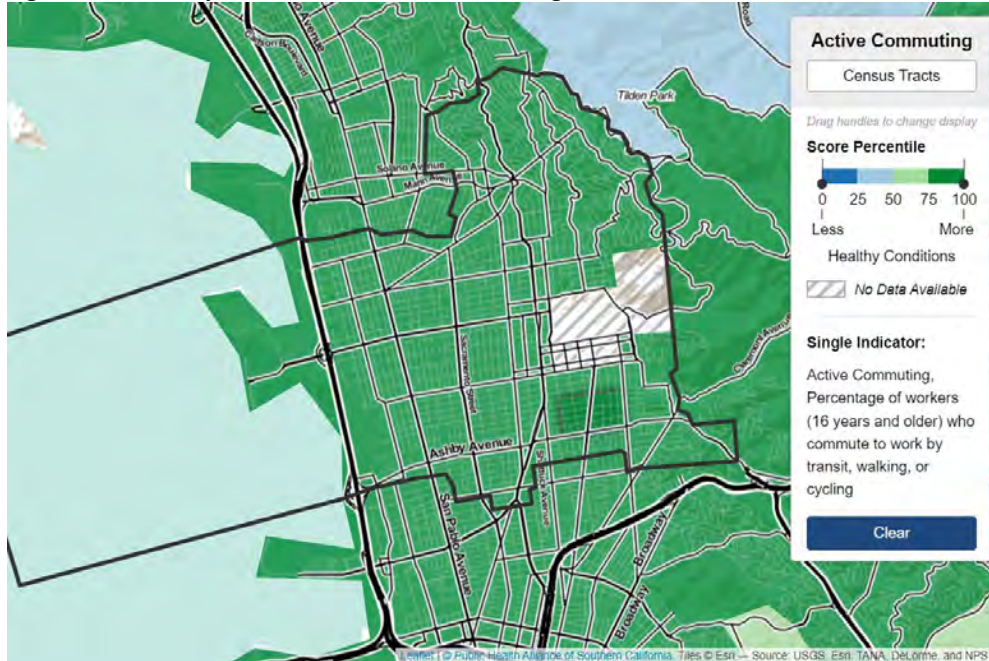 Active Commuting
Census Tracts
Drag handles to change display
Score Percentile
0 25 50 75 100
Less More
Healthy Conditions
No Data Available
Single Indicator:
Active Commuting,
Percentage of workers
(16 years and older) who
commute to work by
transit, walking, or
cycling
Clear
Tilden Park
Solano Avenue
Marin Avenue
Sacramento Street
Ashby Avenue
Shattuck Avenue
San Pablo Avenue
Broadway
Broadway
Claremont Avenue
Leaflet | © Public Health Alliance of Southern California, Tiles © Esri — Source: USGS, Esri, TANA, DeLorme, and NPS